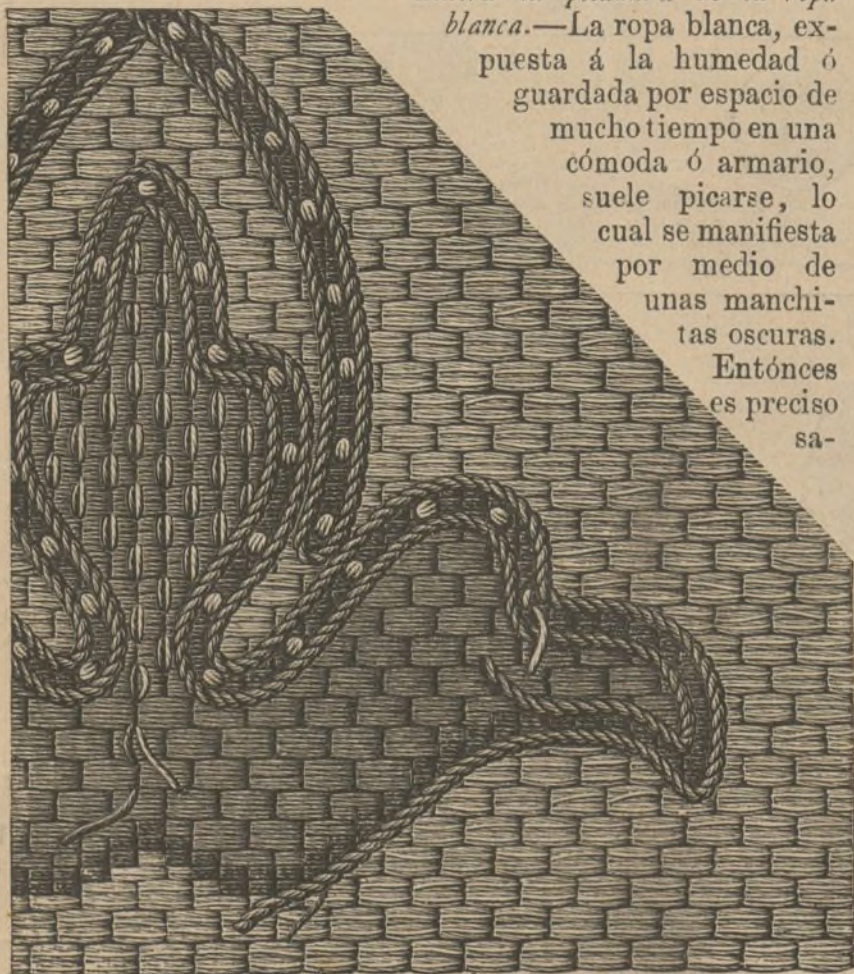 blanca.—La ropa blanca, ex-
puesta á la humedad ó
guardada por espacio de
mucho tiempo en una
cómoda ó armario,
suele picarse, lo
cual se manifiesta
por medio de
unas manchi-
tas oscuras.
Entónces
es preciso
sa-